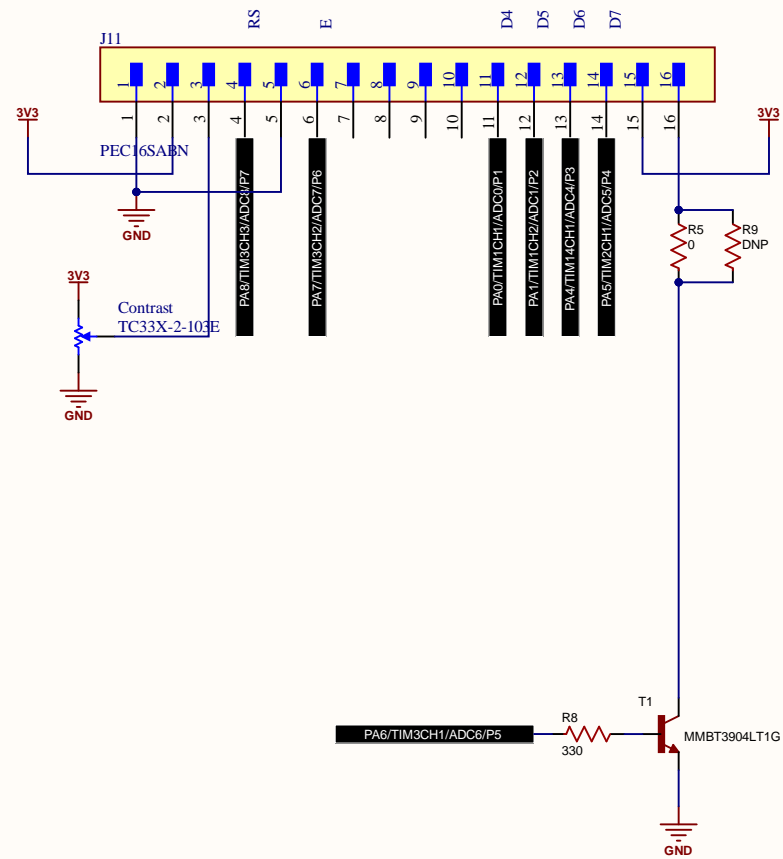 RS
E
D4
D5
D6
D7
J11
1
2
3
4
5
6
7
8
9
10
11
12
13
14
15
16
3V3
3V3
1
2
3
4
5
6
7
8
9
10
11
12
13
14
15
16
PEC16SABN
PA8/TIM3CH3/ADC8/P7
PA7/TIM3CH2/ADC7/P6
PA0/TIM1CH1/ADC0/P1
PA1/TIM1CH2/ADC1/P2
PA4/TIM14CH1/ADC4/P3
PA5/TIM2CH1/ADC5/P4
GND
R5
0
R9
DNP
3V3
Contrast
TC33X-2-103E
GND
T1
PA6/TIM3CH1/ADC6/P5
R8
330
MMBT3904LT1G
GND